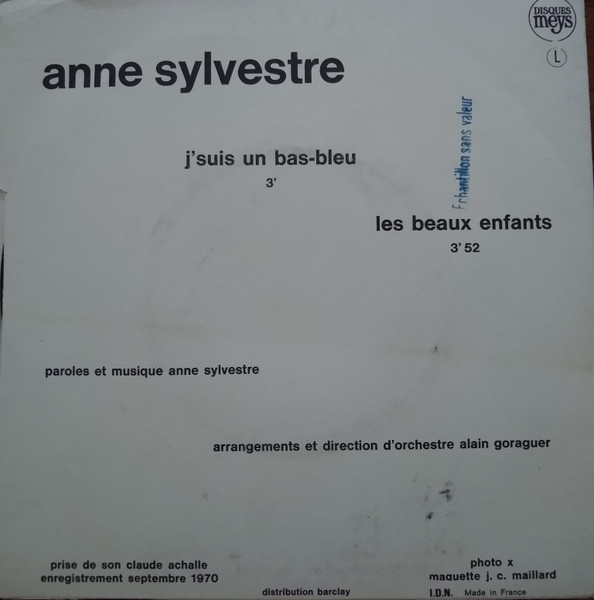 DISQUES
meys
L
anne sylvestre
Echantillon sans valeur
j'suis un bas-bleu
3'
les beaux enfants
3' 52
paroles et musique anne sylvestre
arrangements et direction d'orchestre alain goraguer
prise de son claude achalle
enregistrement septembre 1970
photo x
maquette j. c. maillard
distribution barclay
I.D.N. Made in France